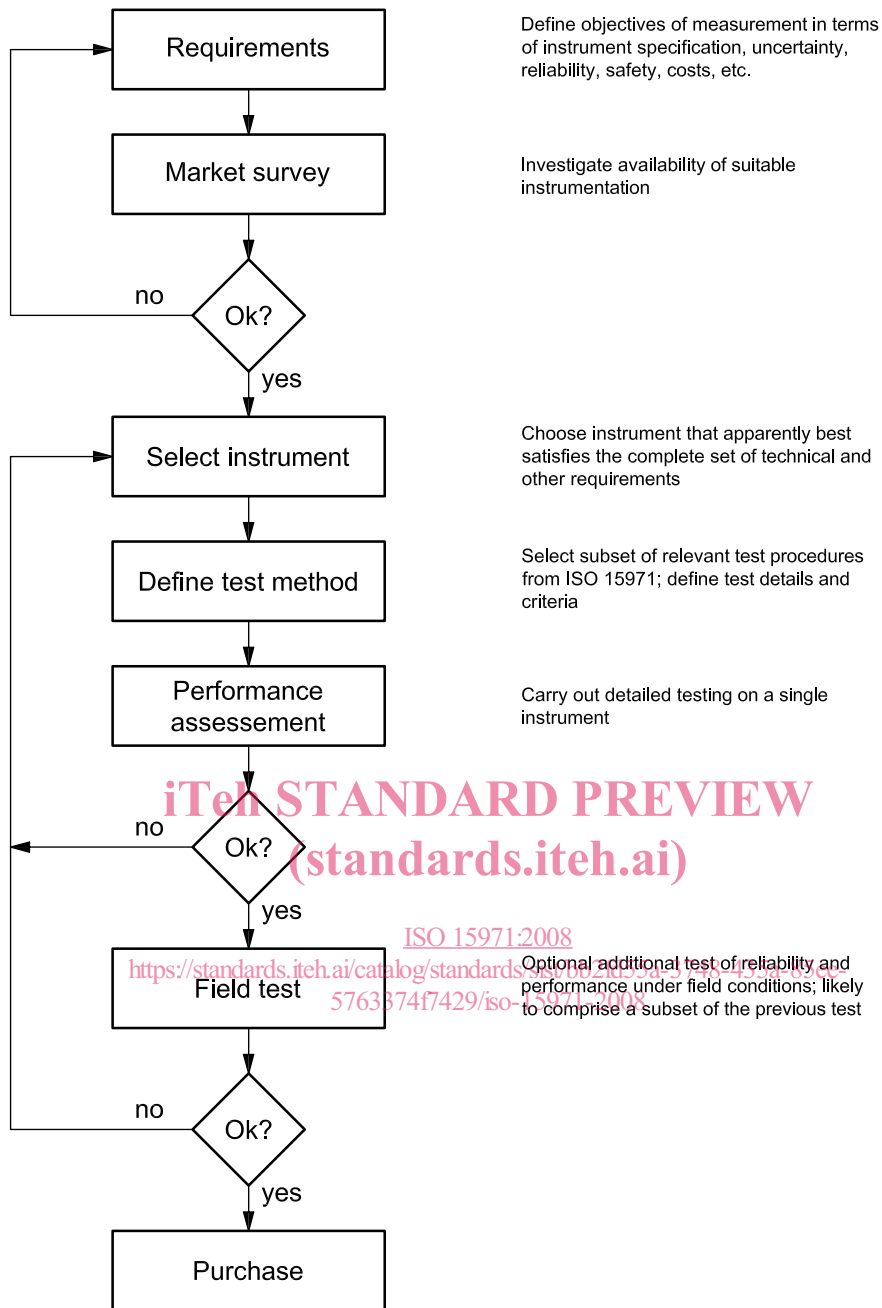 Requirements
Define objectives of measurement in terms
of instrument specification, uncertainty,
reliability, safety, costs, etc.
Market survey
Investigate availability of suitable
instrumentation
no
Ok?
yes
Select instrument
Choose instrument that apparently best
satisfies the complete set of technical and
other requirements
Define test method
Select subset of relevant test procedures
from ISO 15971; define test details and
criteria
Performance
assessement
Carry out detailed testing on a single
instrument
iTeh STANDARD PREVIEW
(standards.iteh.ai)
no
Ok?
yes
ISO 15971:2008
https://standards.iteh.ai/catalog/standards/sist/
5763374f7429/iso-15971-2008
Field test
Optional additional test of reliability and
performance under field conditions; likely
to comprise a subset of the previous test
no
Ok?
yes
Purchase